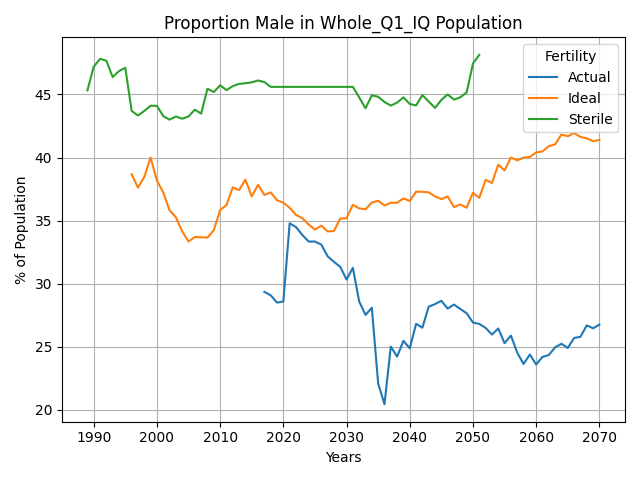 Proportion Male in Whole_Q1_IQ Population
Fertility
Actual
Ideal
Sterile
% of Population
45
40
35
30
25
20
1990 2000 2010 2020 2030 2040 2050 2060 2070
Years